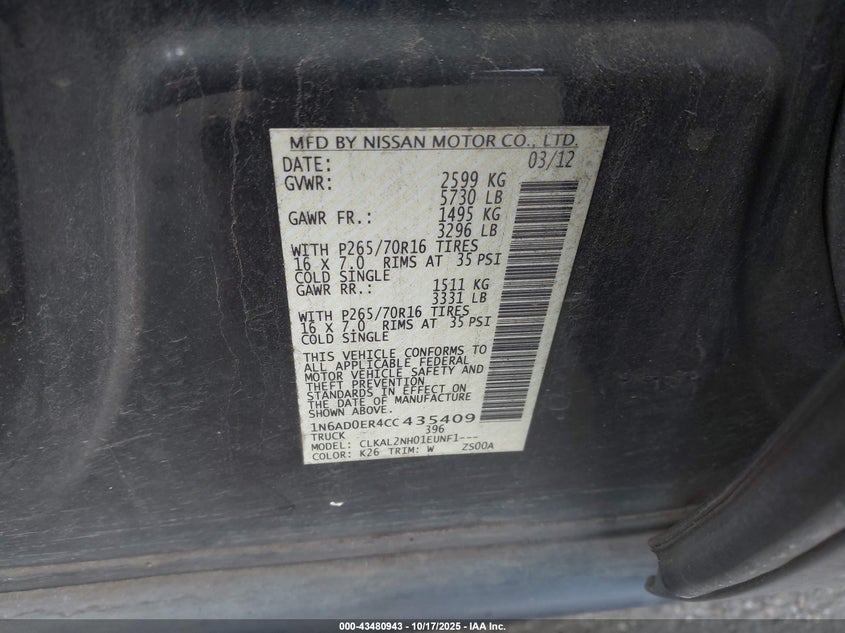 MFD BY NISSAN MOTOR CO., LTD.
DATE: 03/12
GVWR: 2599 KG
5730 LB
GAWR FR.: 1495 KG
3296 LB
WITH P265/70R16 TIRES
16 X 7.0 RIMS AT 35 PSI
COLD SINGLE
GAWR RR.: 1511 KG
3331 LB
WITH P265/70R16 TIRES
16 X 7.0 RIMS AT 35 PSI
COLD SINGLE
THIS VEHICLE CONFORMS TO
ALL APPLICABLE FEDERAL
MOTOR VEHICLE SAFETY AND
THEFT PREVENTION
STANDARDS IN EFFECT ON
THE DATE OF MANUFACTURE
SHOWN ABOVE.
1N6AD0ER4CC435409
TRUCK 396
MODEL: CLKAL2NH01EUNF1---
COLOR: K26 TRIM: W ZS00A
000-43480943 - 10/17/2025 - IAA Inc.